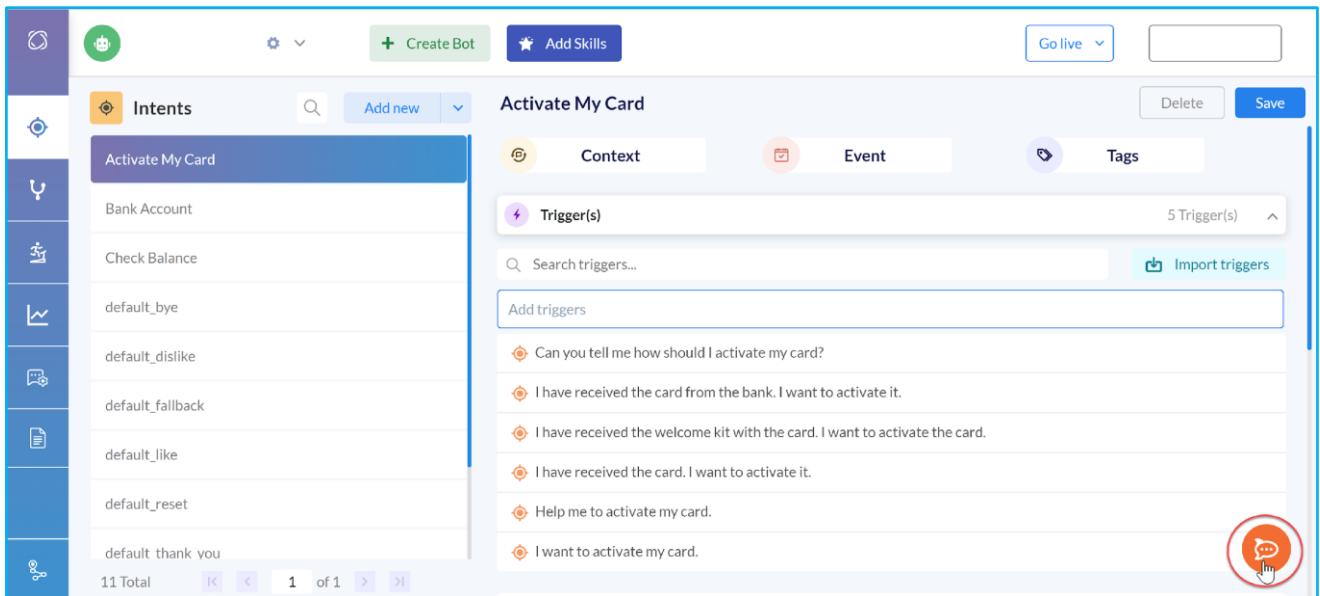 Create Bot
Add Skills
Go live
Intents
Add new
Activate My Card
Bank Account
Check Balance
default_bye
default_dislike
default_fallback
default_like
default_reset
default_thank_you
11 Total
1 of 1
Activate My Card
Delete
Save
Context
Event
Tags
Trigger(s)
5 Trigger(s)
Search triggers...
Import triggers
Add triggers
Can you tell me how should I activate my card?
I have received the card from the bank. I want to activate it.
I have received the welcome kit with the card. I want to activate the card.
I have received the card. I want to activate it.
Help me to activate my card.
I want to activate my card.